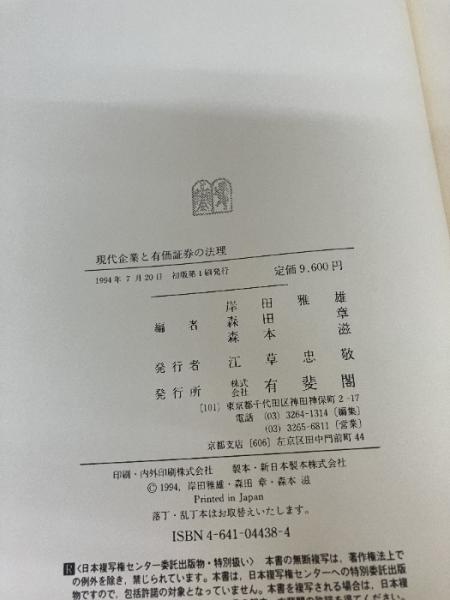 現代企業と有価証券の法理
1994年7月20日 初版第1刷発行 定価9,600円
岸田雅雄
編者 森田章
森本滋
発行者 江草忠敬
発行所 株式会社 有斐閣
[101] 東京都千代田区神田神保町2-17
電話 (03) 3264-1314 [編集]
(03) 3265-6811 [営業]
京都支店 [606] 左京区田中門前町44
印刷・内外印刷株式会社 製本・新日本製本株式会社
© 1994, 岸田雅雄・森田 章・森本 滋
Printed in Japan
落丁・乱丁本はお取替えいたします。
ISBN 4-641-04438-4
R〈日本複写権センター委託出版物・特別扱い〉 本書の無断複写は、著作権法上で
の例外を除き、禁じられています。本書は、日本複写権センターへの特別委託出版
物ですので、包括許諾の対象となっていません。本書を複写される場合は、日本複